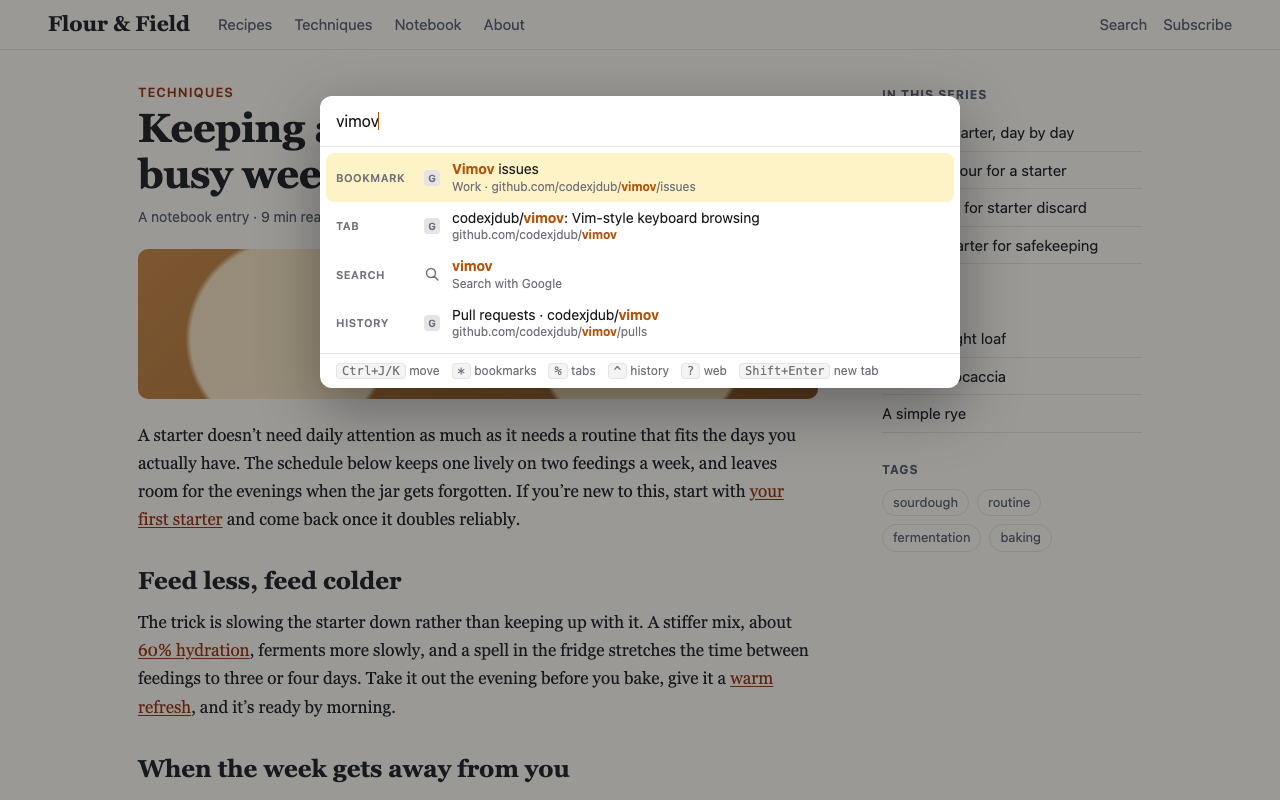 Flour & Field Recipes Techniques Notebook About Search Subscribe
TECHNIQUES
Keeping
busy
A notebook entry · 9 min
vimov
BOOKMARK G Vimov issues
Work · github.com/codexjdub/vimov/issues
TAB G codexjdub/vimov: Vim-style keyboard browsing
github.com/codexjdub/vimov
SEARCH vimov
Search with Google
HISTORY G Pull requests · codexjdub/vimov
github.com/codexjdub/vimov/pulls
Ctrl+J/K move * bookmarks % tabs ^ history ? web Shift+Enter new tab
A starter doesn’t need daily attention as much as it needs a routine that fits the days you
actually have. The schedule below keeps one lively on two feedings a week, and leaves
room for the evenings when the jar gets forgotten. If you’re new to this, start with your
first starter and come back once it doubles reliably.
Feed less, feed colder
The trick is slowing the starter down rather than keeping up with it. A stiffer mix, about
60% hydration, ferments more slowly, and a spell in the fridge stretches the time between
feedings to three or four days. Take it out the evening before you bake, give it a warm
refresh, and it’s ready by morning.
When the week gets away from you
IN THIS SERIES
day by day
for a starter
for starter discard
for safekeeping
loaf
A simple rye
TAGS
sourdough routine
fermentation baking